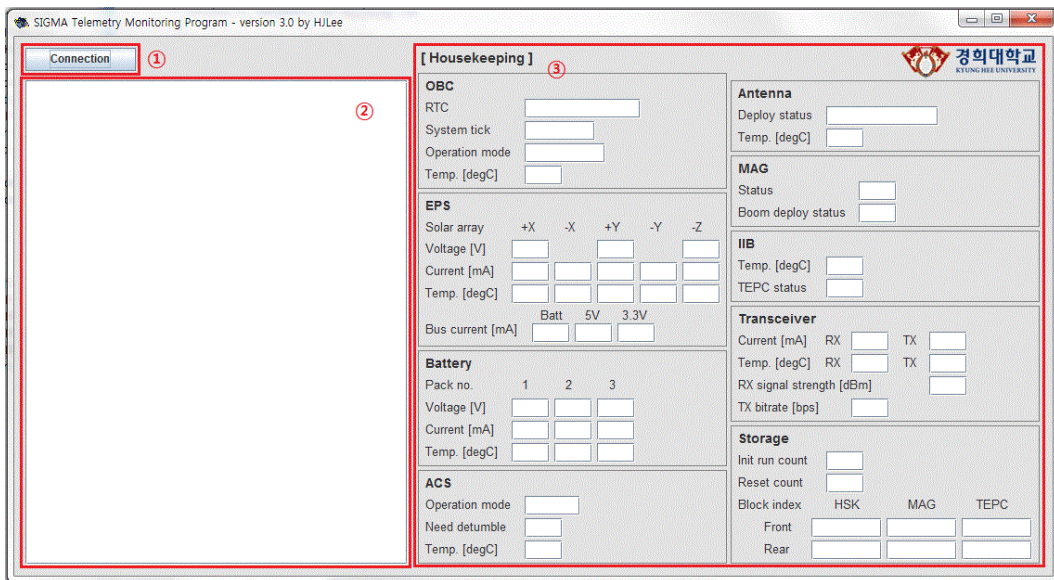 SIGMA Telemetry Monitoring Program - version 3.0 by HJLee
Connection
①
②
[ Housekeeping ]
③
경희대학교
KYUNG HEE UNIVERSITY
OBC
RTC
System tick
Operation mode
Temp. [degC]
EPS
Solar array +X -X +Y -Y -Z
Voltage [V]
Current [mA]
Temp. [degC]
Batt 5V 3.3V
Bus current [mA]
Battery
Pack no. 1 2 3
Voltage [V]
Current [mA]
Temp. [degC]
ACS
Operation mode
Need detumble
Temp. [degC]
Antenna
Deploy status
Temp. [degC]
MAG
Status
Boom deploy status
IIB
Temp. [degC]
TEPC status
Transceiver
Current [mA] RX TX
Temp. [degC] RX TX
RX signal strength [dBm]
TX bitrate [bps]
Storage
Init run count
Reset count
Block index HSK MAG TEPC
Front
Rear